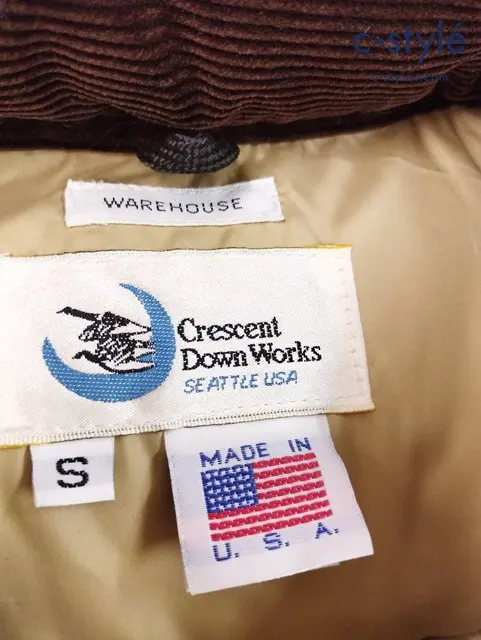 c-style
WAREHOUSE
Crescent
Down Works
SEATTLE USA
S
MADE IN
U. S. A.